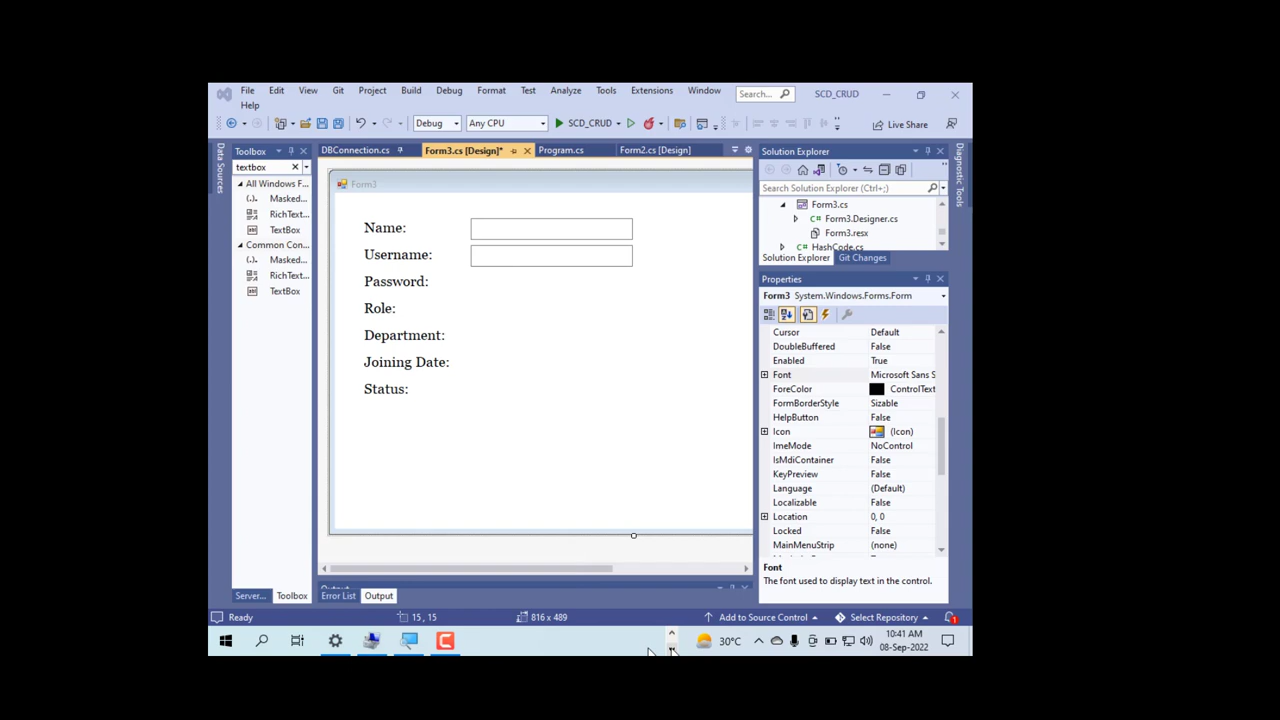 File Edit View Git Project Build Debug Format Test Analyze Tools Extensions Window Search... SCD_CRUD
Help
Debug Any CPU SCD_CRUD Live Share
Data Sources
Toolbox
textbox
All Windows F...
Masked...
RichText...
TextBox
Common Con...
Masked...
RichText...
TextBox
Server... Toolbox
DBConnection.cs Form3.cs [Design]* Program.cs Form2.cs [Design]
Form3
Name:
Username:
Password:
Role:
Department:
Joining Date:
Status:
Error List Output
Solution Explorer
Search Solution Explorer (Ctrl+;)
Form3.cs
C# Form3.Designer.cs
Form3.resx
C# HashCode.cs
Solution Explorer Git Changes
Properties
Form3 System.Windows.Forms.Form
Cursor Default
DoubleBuffered False
Enabled True
Font Microsoft Sans S
ForeColor ControlText
FormBorderStyle Sizable
HelpButton False
Icon (Icon)
ImeMode NoControl
IsMdiContainer False
KeyPreview False
Language (Default)
Localizable False
Location 0, 0
Locked False
MainMenuStrip (none)
Font
The font used to display text in the control.
Diagnostic Tools
Ready 15 , 15 816 x 489 Add to Source Control Select Repository 1
30°C 10:41 AM
08-Sep-2022